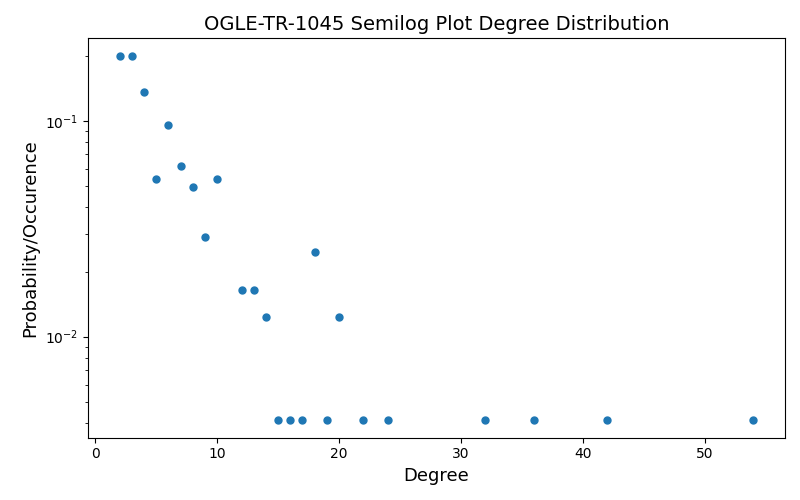 OGLE-TR-1045 Semilog Plot Degree Distribution
Probability/Occurence
10⁻¹
10⁻²
0 10 20 30 40 50
Degree